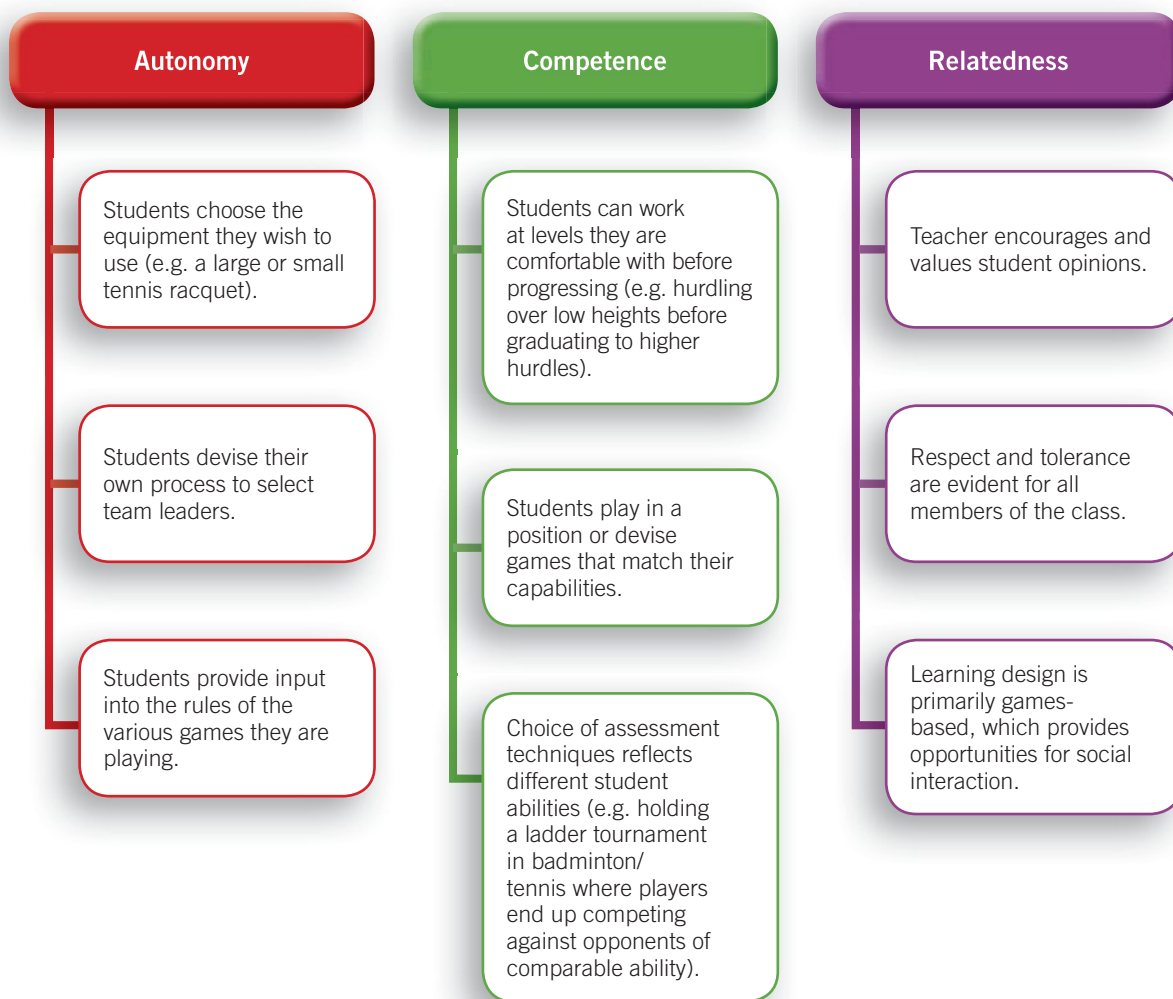 Autonomy
Students choose the
equipment they wish to
use (e.g. a large or small
tennis racquet).
Students devise their
own process to select
team leaders.
Students provide input
into the rules of the
various games they are
playing.
Competence
Students can work
at levels they are
comfortable with before
progressing (e.g. hurdling
over low heights before
graduating to higher
hurdles).
Students play in a
position or devise
games that match their
capabilities.
Choice of assessment
techniques reflects
different student
abilities (e.g. holding
a ladder tournament
in badminton/
tennis where players
end up competing
against opponents of
comparable ability).
Relatedness
Teacher encourages and
values student opinions.
Respect and tolerance
are evident for all
members of the class.
Learning design is
primarily games-
based, which provides
opportunities for social
interaction.